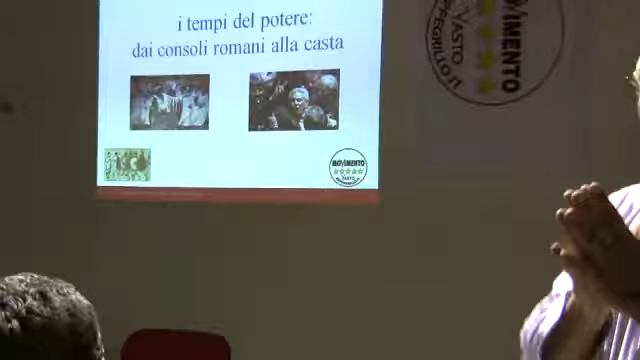 i tempi del potere:
dai consoli romani alla casta
MOVIMENTO
VASTO
MOVIMENTO
VASTO
BEPPEGRILLO.IT